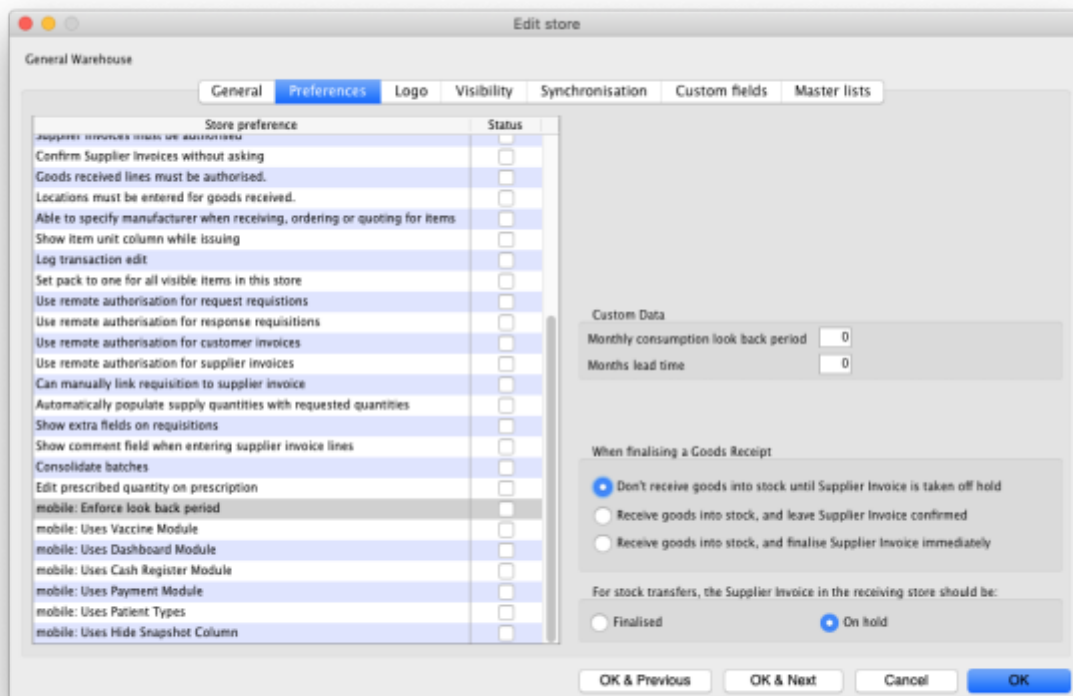 Edit store
General Warehouse
General Preferences Logo Visibility Synchronisation Custom fields Master lists
Store preference Status
Supplier invoices must be authorised
Confirm Supplier Invoices without asking
Goods received lines must be authorised.
Locations must be entered for goods received.
Able to specify manufacturer when receiving, ordering or quoting for items
Show item unit column while issuing
Log transaction edit
Set pack to one for all visible items in this store
Use remote authorisation for request requistions
Use remote authorisation for response requisitions
Use remote authorisation for customer invoices
Use remote authorisation for supplier invoices
Can manually link requisition to supplier invoice
Automatically populate supply quantities with requested quantities
Show extra fields on requisitions
Show comment field when entering supplier invoice lines
Consolidate batches
Edit prescribed quantity on prescription
mobile: Enforce look back period
mobile: Uses Vaccine Module
mobile: Uses Dashboard Module
mobile: Uses Cash Register Module
mobile: Uses Payment Module
mobile: Uses Patient Types
mobile: Uses Hide Snapshot Column
Custom Data
Monthly consumption look back period 0
Months lead time 0
When finalising a Goods Receipt
Don't receive goods into stock until Supplier Invoice is taken off hold
Receive goods into stock, and leave Supplier Invoice confirmed
Receive goods into stock, and finalise Supplier Invoice immediately
For stock transfers, the Supplier Invoice in the receiving store should be:
Finalised On hold
OK & Previous OK & Next Cancel OK